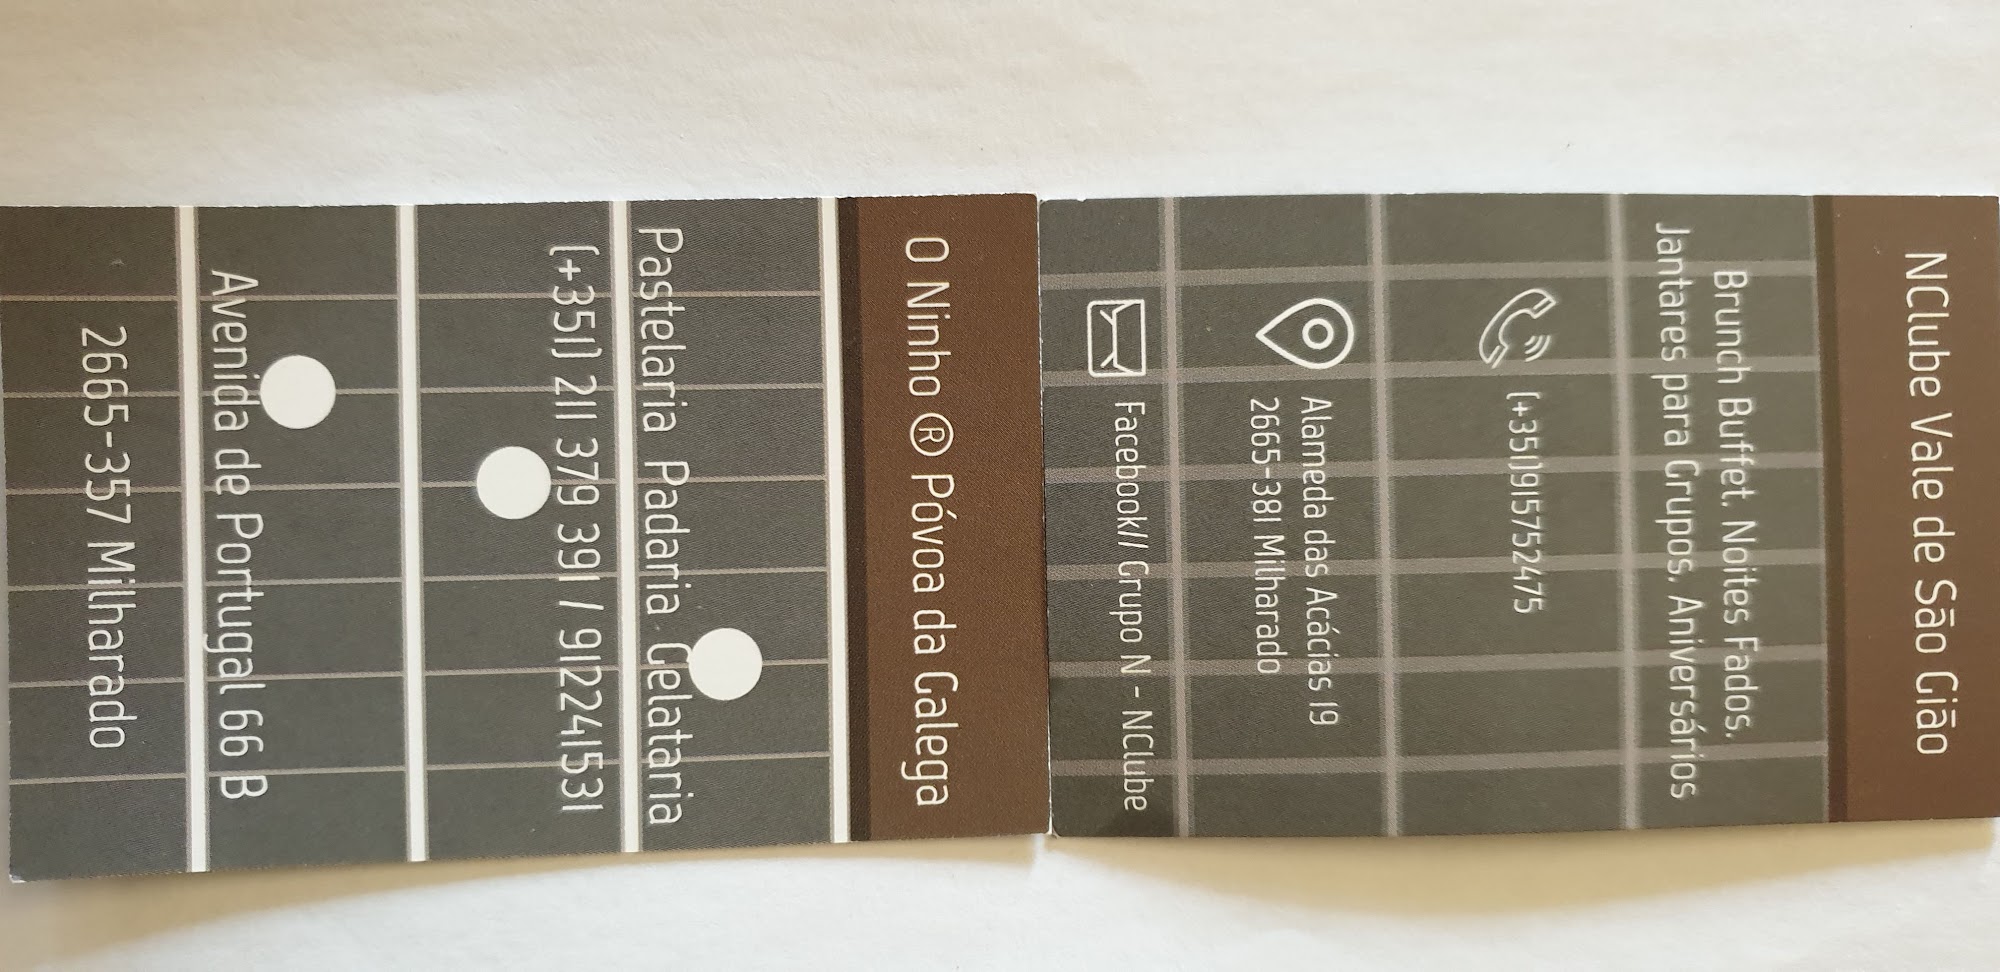 NClube Vale de São Gião
Brunch Buffet. Noites Fados.
Jantares para Grupos. Aniversários
(+351)915752475
Alameda das Acácias 19
2665-381 Milharado
Facebook// Grupo N - NClube
O Ninho ® Póvoa da Galega
Pastelaria Padaria Gelataria
(+351) 211 379 391 / 912241531
Avenida de Portugal 66 B
2665-357 Milharado